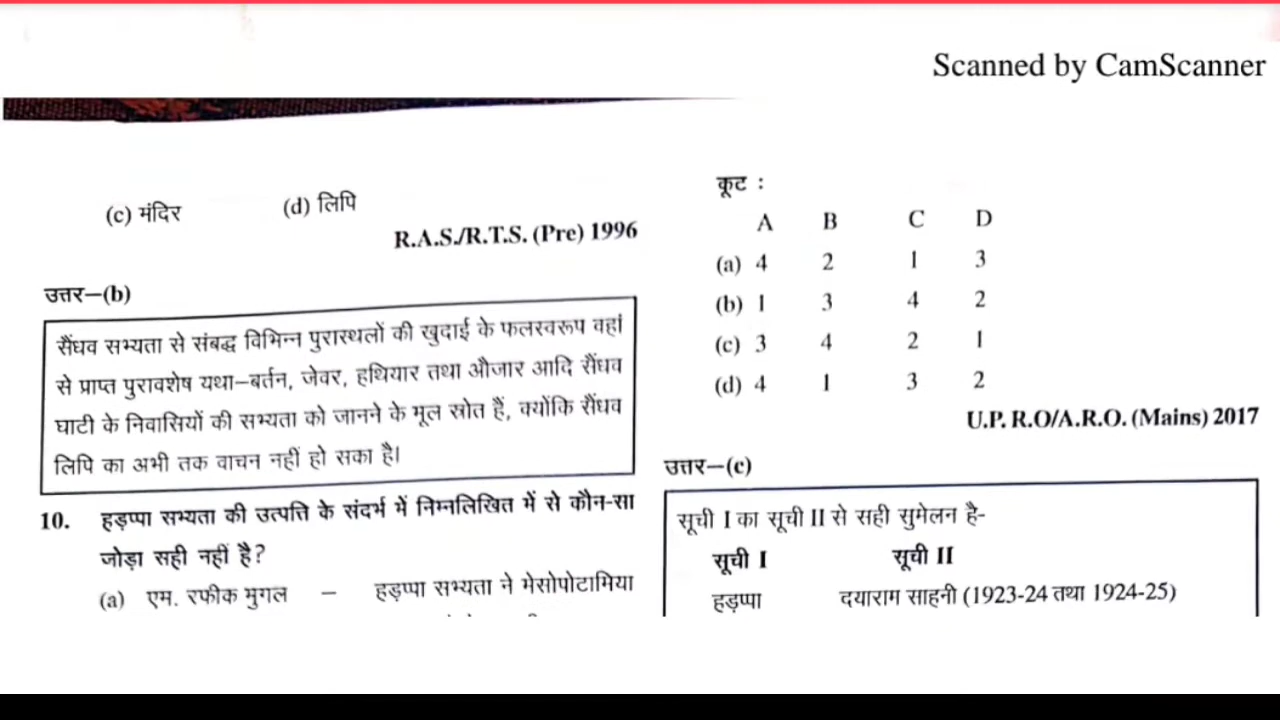 Scanned by CamScanner
(c) मंदिर (d) लिपि
R.A.S./R.T.S. (Pre) 1996
उत्तर–(b)
सैंधव सभ्यता से संबद्ध विभिन्न पुरास्थलों की खुदाई के फलस्वरूप वहां
से प्राप्त पुरावशेष यथा–बर्तन, जेवर, हथियार तथा औजार आदि सैंधव
घाटी के निवासियों की सभ्यता को जानने के मूल स्रोत हैं, क्योंकि सैंधव
लिपि का अभी तक वाचन नहीं हो सका है।
10. हड़प्पा सभ्यता की उत्पत्ति के संदर्भ में निम्नलिखित में से कौन-सा
जोड़ा सही नहीं है?
(a) एम. रफीक मुगल – हड़प्पा सभ्यता ने मेसोपोटामिया
कूट :
A B C D
(a) 4 2 1 3
(b) 1 3 4 2
(c) 3 4 2 1
(d) 4 1 3 2
U.P. R.O/A.R.O. (Mains) 2017
उत्तर–(c)
सूची I का सूची II से सही सुमेलन है-
सूची I सूची II
हड़प्पा दयाराम साहनी (1923-24 तथा 1924-25)